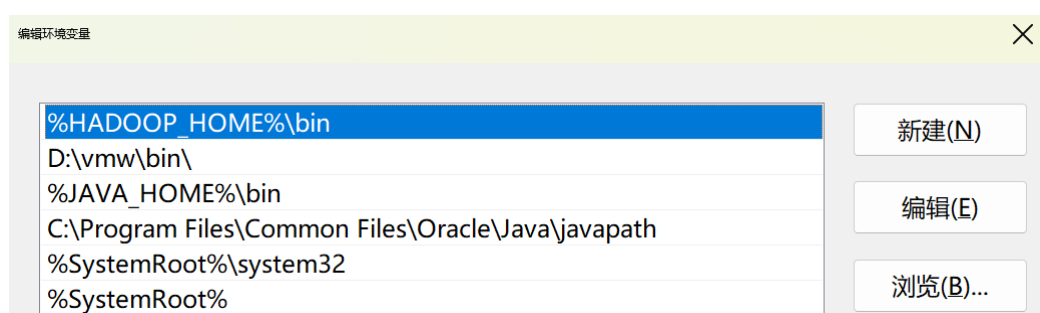 编辑环境变量
%HADOOP_HOME%\bin
D:\vmw\bin\
%JAVA_HOME%\bin
C:\Program Files\Common Files\Oracle\Java\javapath
%SystemRoot%\system32
%SystemRoot%
新建(N)
编辑(E)
浏览(B)...